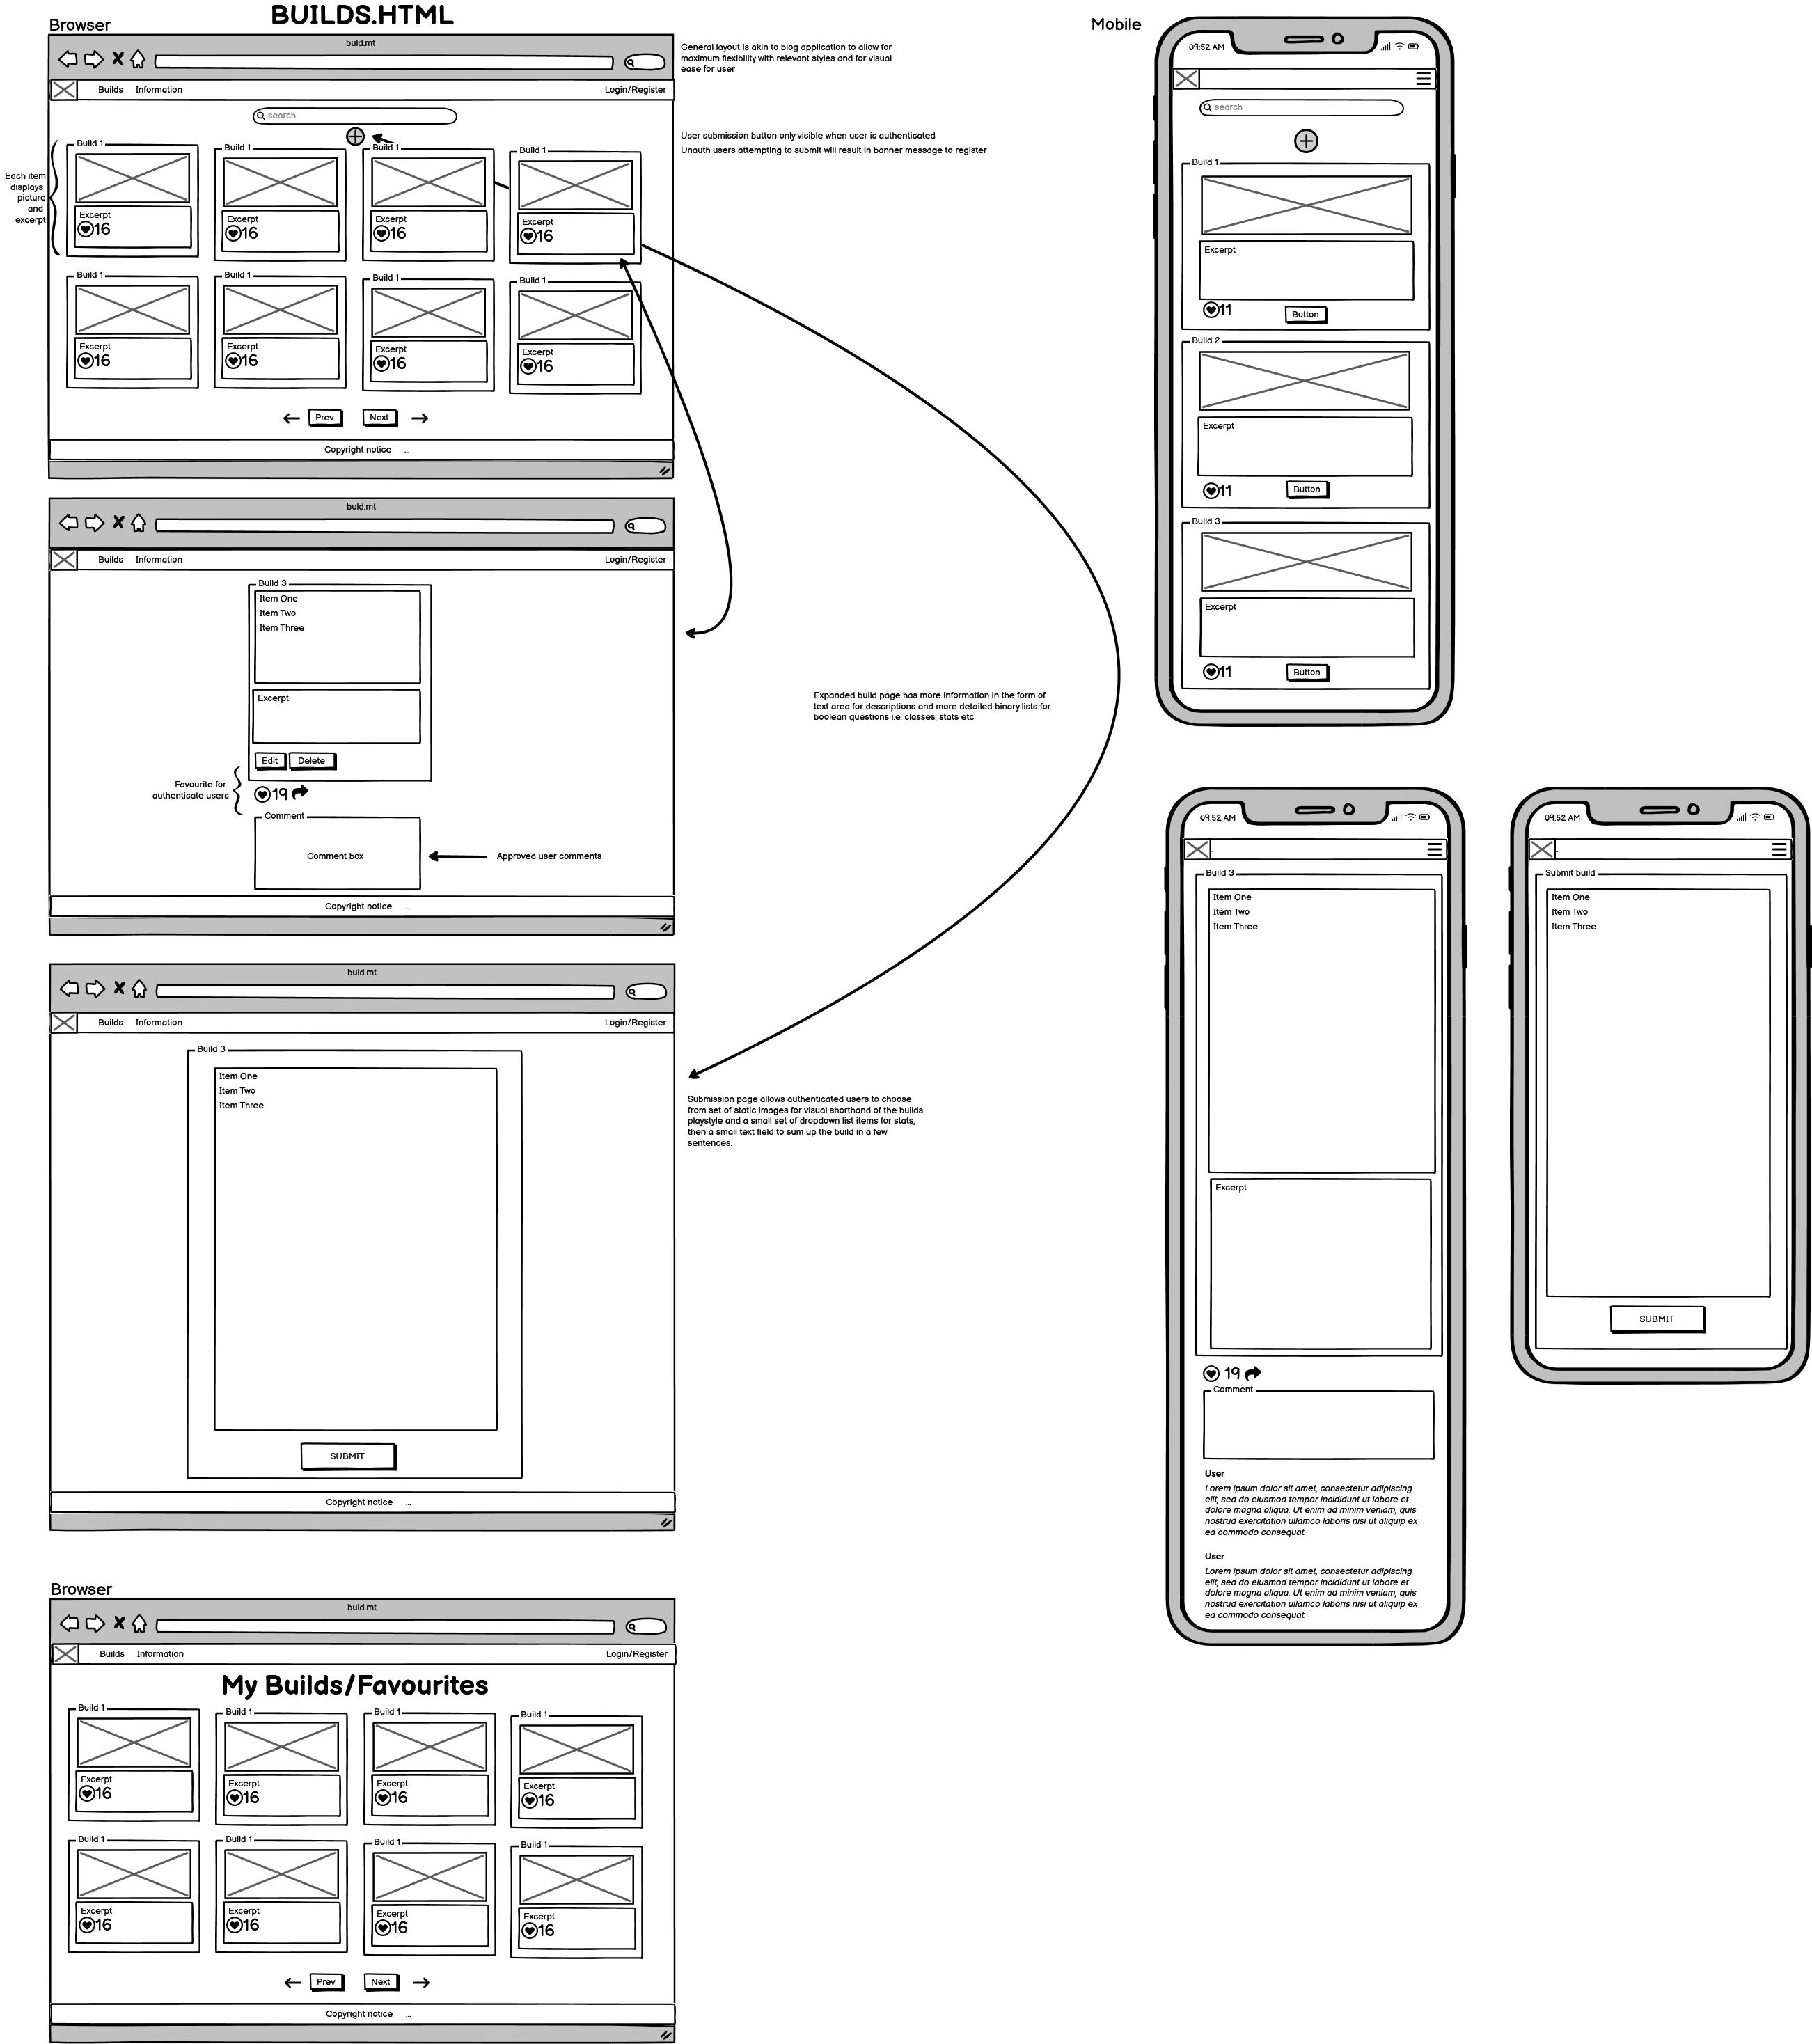 BUILDS.HTML
Browser
buld.mt
Builds Information Login/Register
search
General layout is akin to blog application to allow for
maximum flexibility with relevant styles and for visual
ease for user
User submission button only visible when user is authenticated
Unauth users attempting to submit will result in banner message to register
Each item
displays
picture
and
excerpt
Build 1 Build 1 Build 1 Build 1
Excerpt Excerpt Excerpt Excerpt
16 16 16 16
Build 1 Build 1 Build 1 Build 1
Excerpt Excerpt Excerpt Excerpt
16 16 16 16
Prev Next
Copyright notice ...
buld.mt
Builds Information Login/Register
Build 3
Item One
Item Two
Item Three
Excerpt
Edit Delete
Favourite for
authenticate users
19
Comment
Comment box
Approved user comments
Copyright notice ...
Expanded build page has more information in the form of
text area for descriptions and more detailed binary lists for
boolean questions i.e. classes, stats etc
buld.mt
Builds Information Login/Register
Build 3
Item One
Item Two
Item Three
SUBMIT
Copyright notice ...
Submission page allows authenticated users to choose
from set of static images for visual shorthand of the builds
playstyle and a small set of dropdown list items for stats,
then a small text field to sum up the build in a few
sentences.
Browser
buld.mt
Builds Information Login/Register
My Builds/Favourites
Build 1 Build 1 Build 1 Build 1
Excerpt Excerpt Excerpt Excerpt
16 16 16 16
Build 1 Build 1 Build 1 Build 1
Excerpt Excerpt Excerpt Excerpt
16 16 16 16
Prev Next
Copyright notice ...
Mobile
09:52 AM
search
Build 1
Excerpt
11 Button
Build 2
Excerpt
11 Button
Build 3
Excerpt
11 Button
09:52 AM
Build 3
Item One
Item Two
Item Three
Excerpt
19
Comment
User
Lorem ipsum dolor sit amet, consectetur adipiscing
elit, sed do eiusmod tempor incididunt ut labore et
dolore magna aliqua. Ut enim ad minim veniam, quis
nostrud exercitation ullamco laboris nisi ut aliquip ex
ea commodo consequat.
User
Lorem ipsum dolor sit amet, consectetur adipiscing
elit, sed do eiusmod tempor incididunt ut labore et
dolore magna aliqua. Ut enim ad minim veniam, quis
nostrud exercitation ullamco laboris nisi ut aliquip ex
ea commodo consequat.
09:52 AM
Submit build
Item One
Item Two
Item Three
SUBMIT